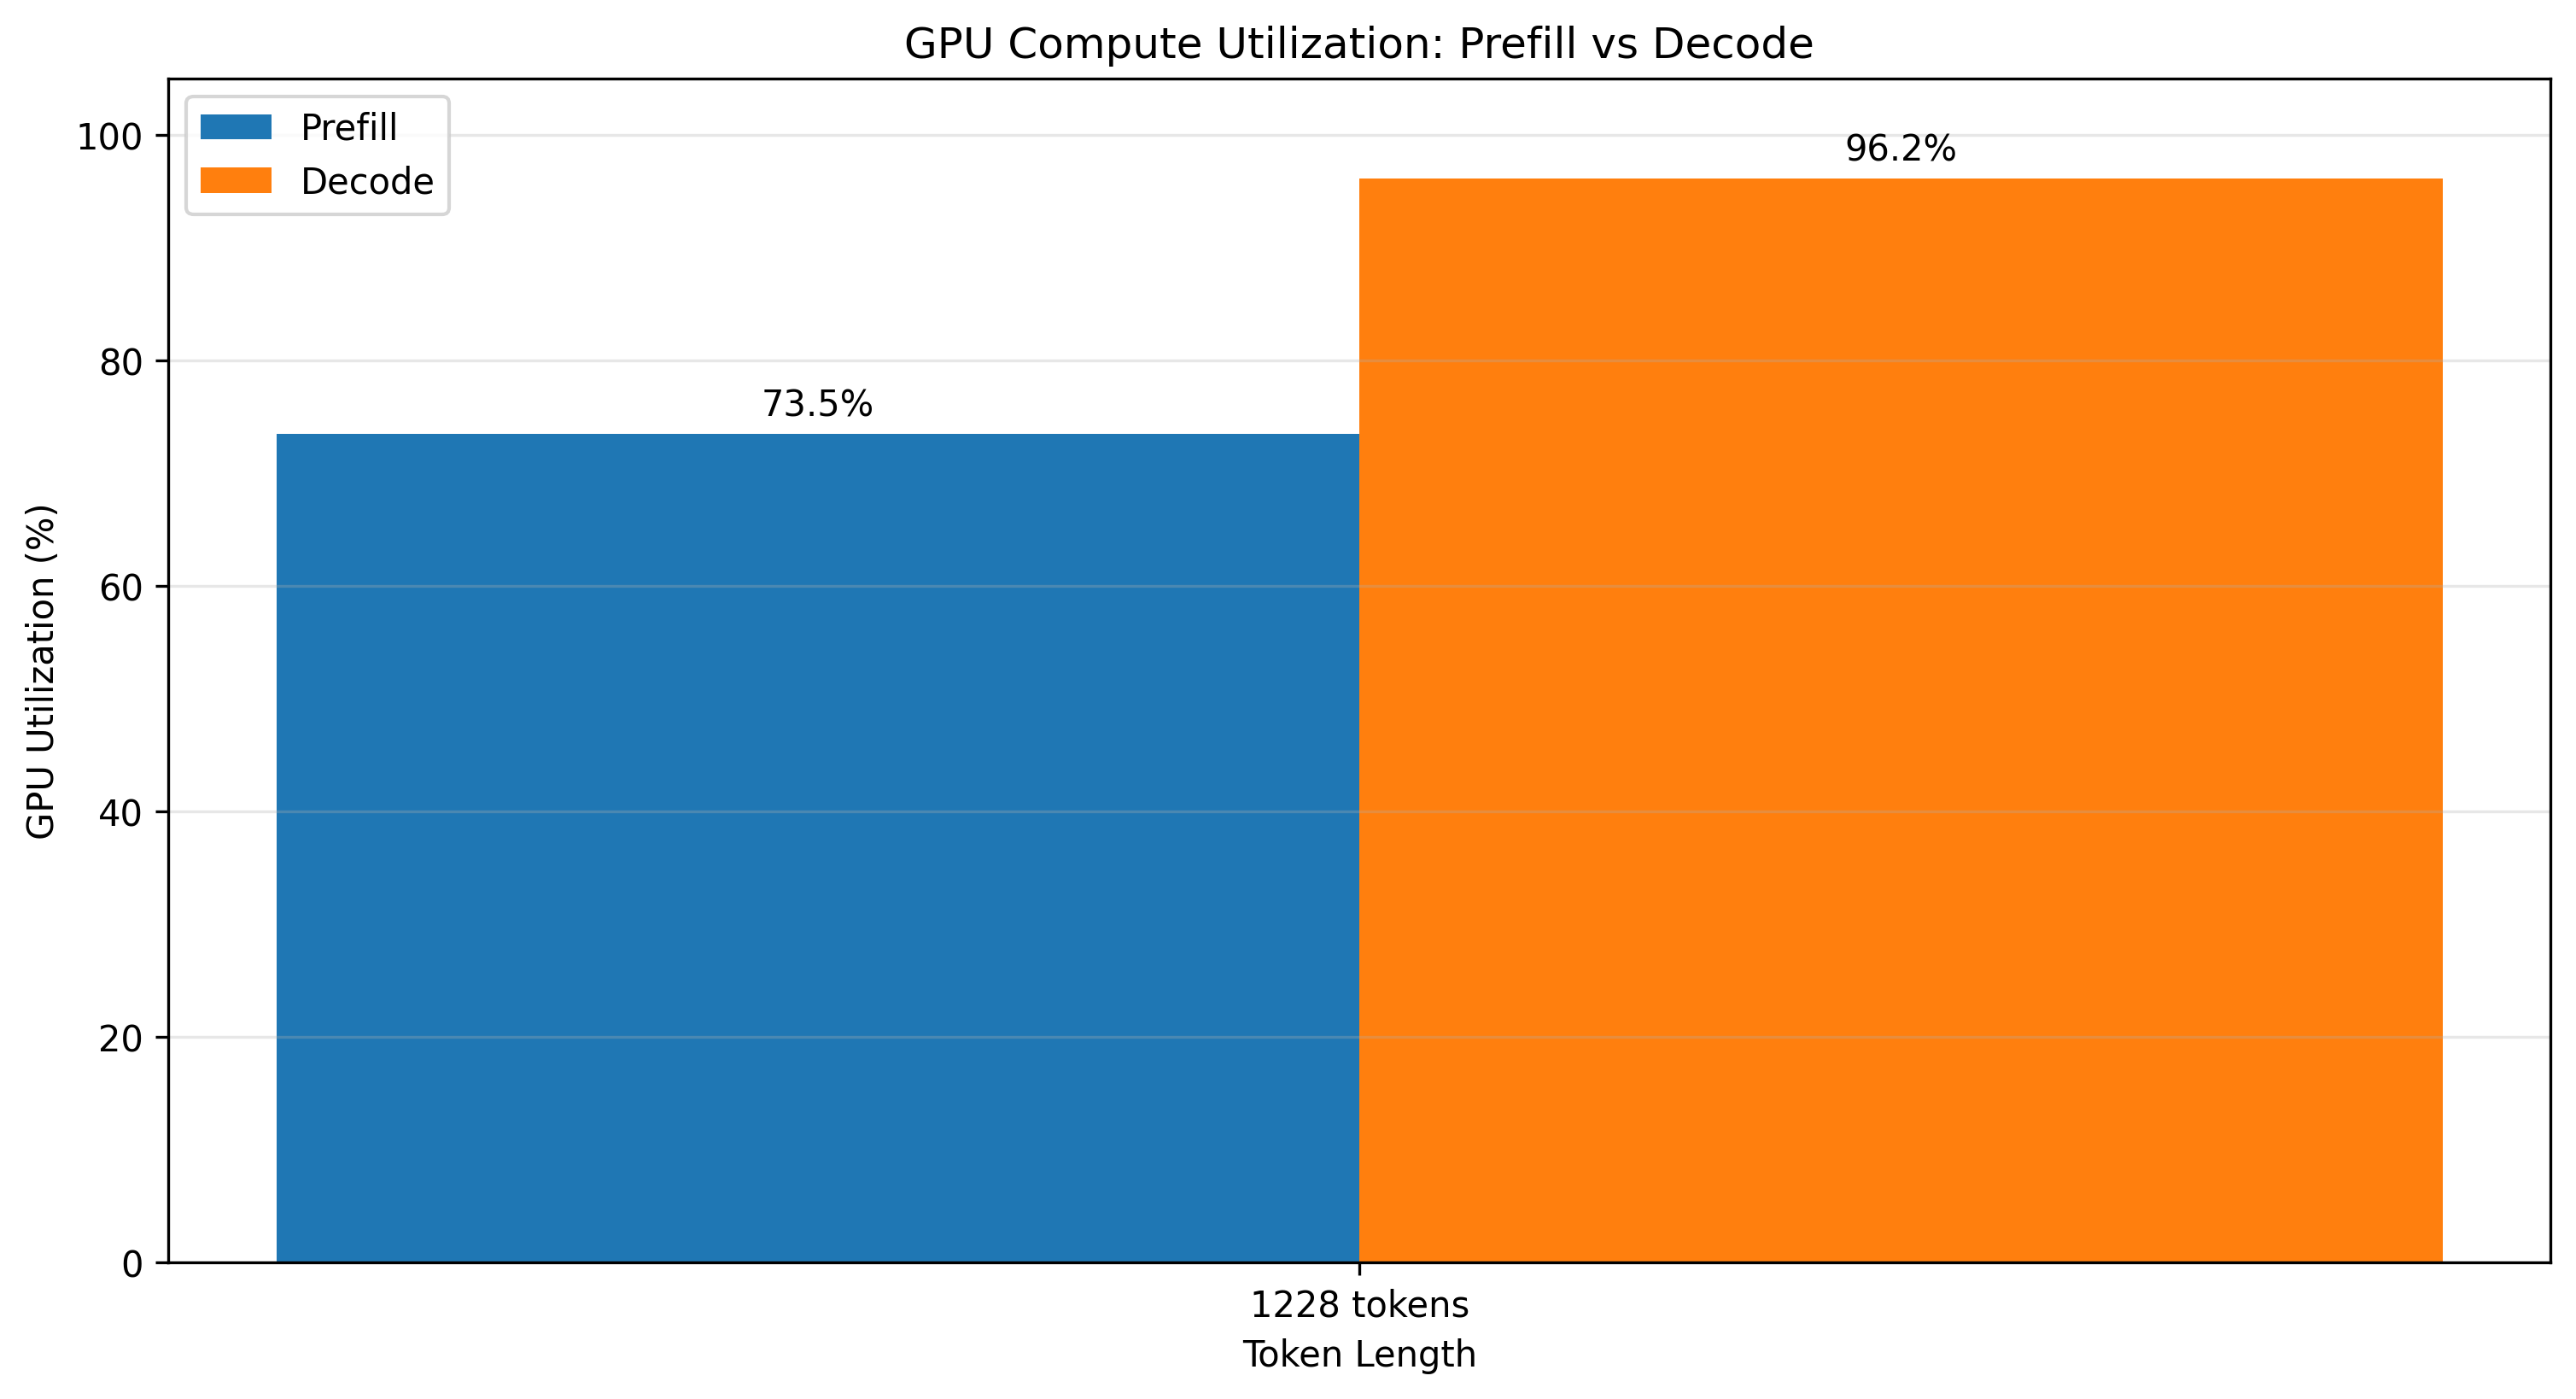 GPU Compute Utilization: Prefill vs Decode
Prefill
Decode
100
80
60
40
20
0
GPU Utilization (%)
73.5%
96.2%
1228 tokens
Token Length